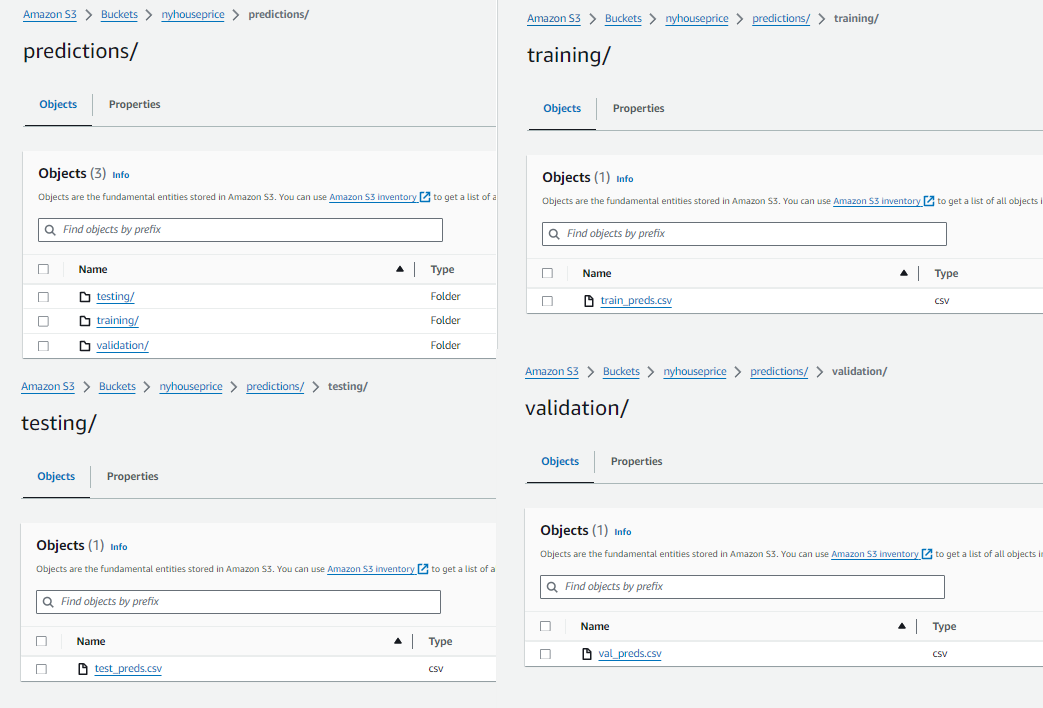 Amazon S3 > Buckets > nyhouseprice > predictions/
predictions/
Objects Properties
Objects (3) Info
Objects are the fundamental entities stored in Amazon S3. You can use Amazon S3 inventory to get a list of a
Find objects by prefix
Name Type
testing/ Folder
training/ Folder
validation/ Folder
Amazon S3 > Buckets > nyhouseprice > predictions/ > training/
training/
Objects Properties
Objects (1) Info
Objects are the fundamental entities stored in Amazon S3. You can use Amazon S3 inventory to get a list of all objects i
Find objects by prefix
Name Type
train_preds.csv csv
Amazon S3 > Buckets > nyhouseprice > predictions/ > testing/
testing/
Objects Properties
Objects (1) Info
Objects are the fundamental entities stored in Amazon S3. You can use Amazon S3 inventory to get a list of a
Find objects by prefix
Name Type
test_preds.csv csv
Amazon S3 > Buckets > nyhouseprice > predictions/ > validation/
validation/
Objects Properties
Objects (1) Info
Objects are the fundamental entities stored in Amazon S3. You can use Amazon S3 inventory to get a list of all objects in
Find objects by prefix
Name Type
val_preds.csv csv